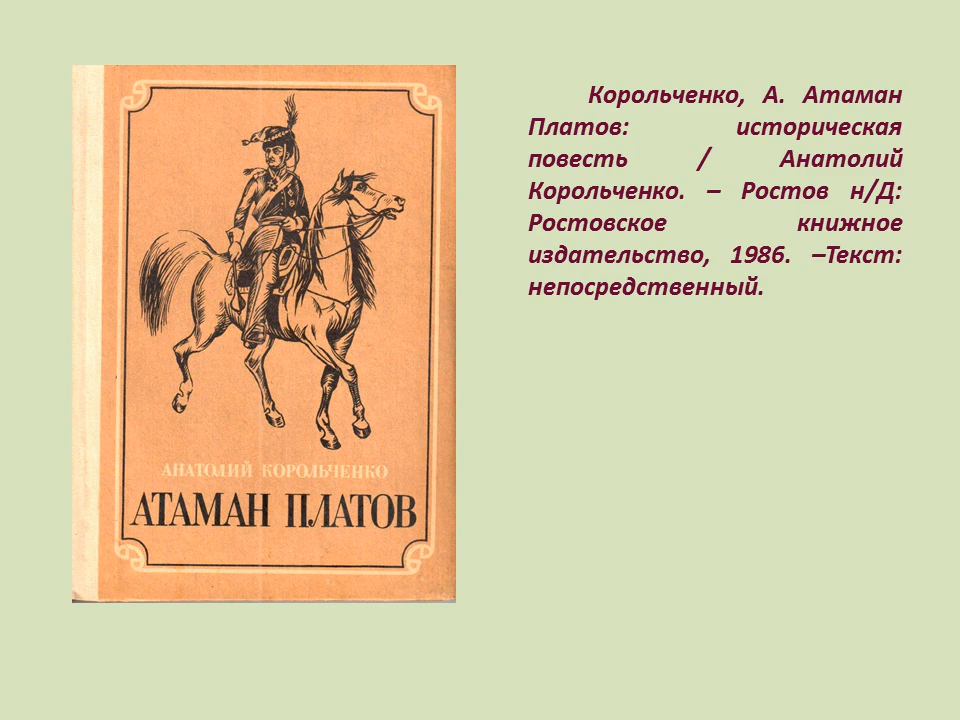 АНАТОЛИЙ КОРОЛЬЧЕНКО
АТАМАН ПЛАТОВ
Корольченко, А. Атаман
Платов: историческая
повесть / Анатолий
Корольченко. – Ростов н/Д:
Ростовское книжное
издательство, 1986. –Текст:
непосредственный.